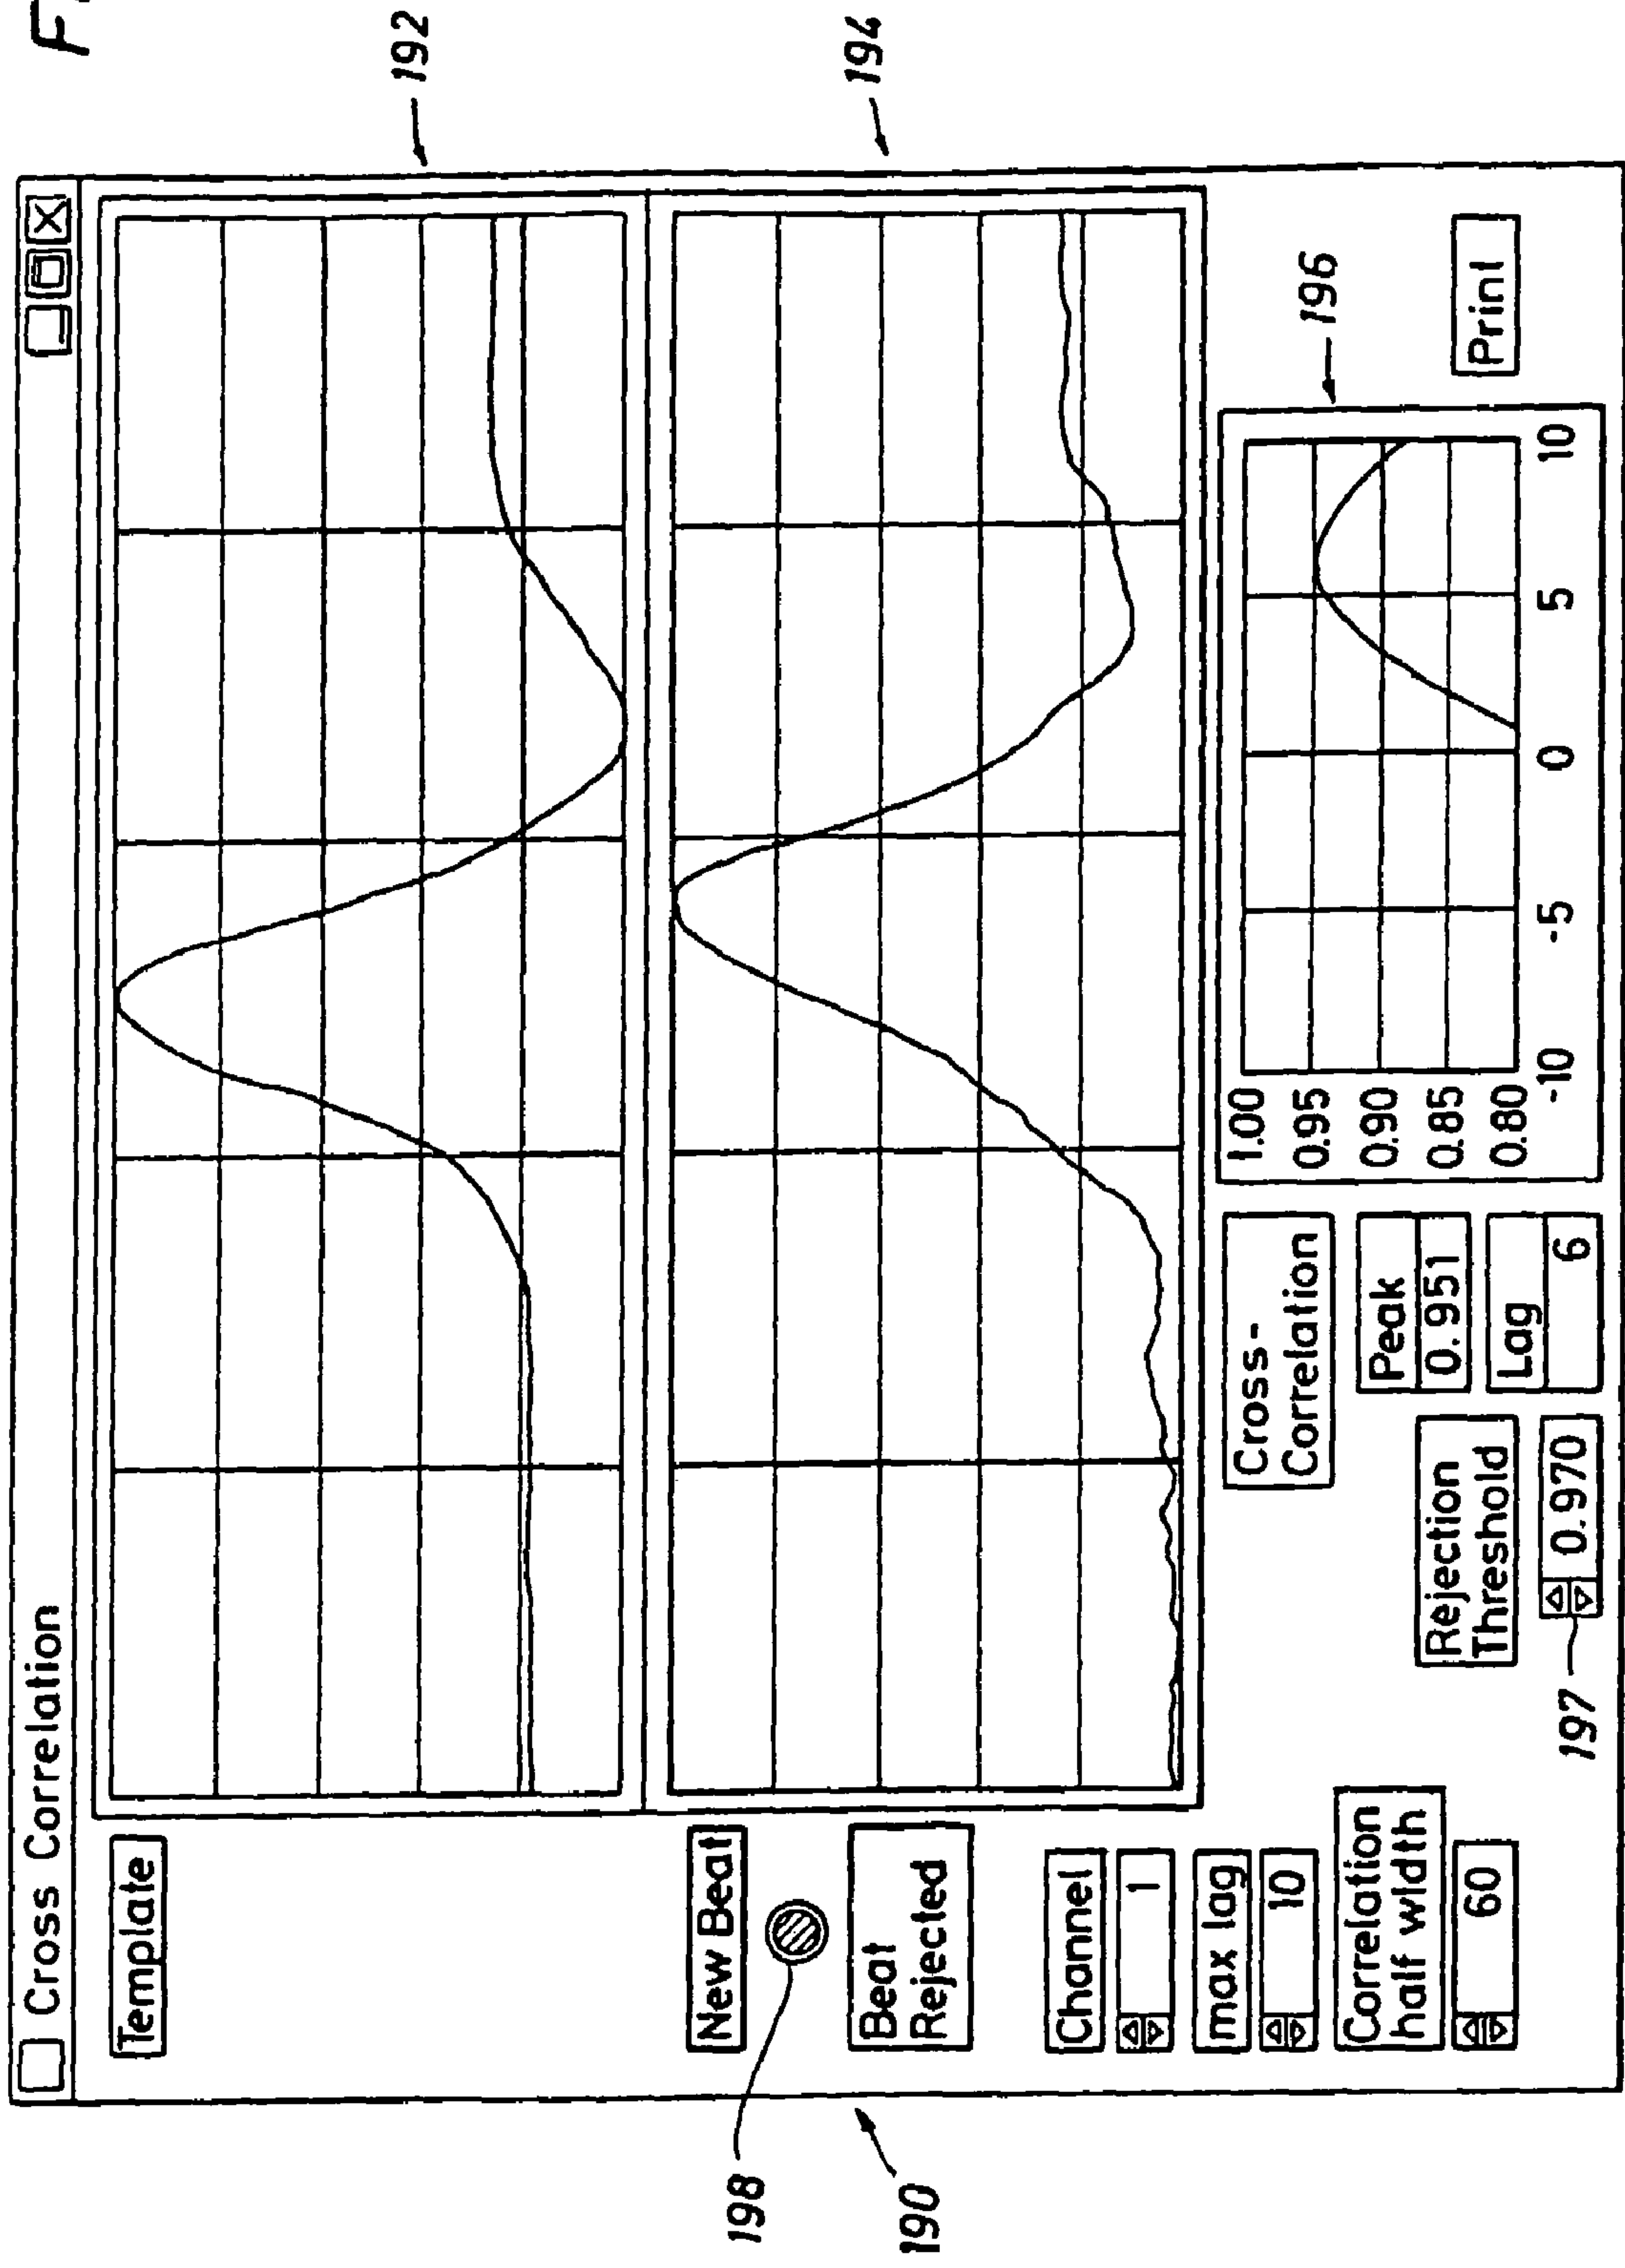 Cross Correlation
Template
192
New Beat
198
Beat
Rejected
194
190
Channel
1
max lag
10
Correlation
half width
60
Rejection
Threshold
0.970
197
Cross-
Correlation
Peak
0.951
Lag
6
1.00
0.95
0.90
0.85
0.80
-10
-5
0
5
10
196
Print